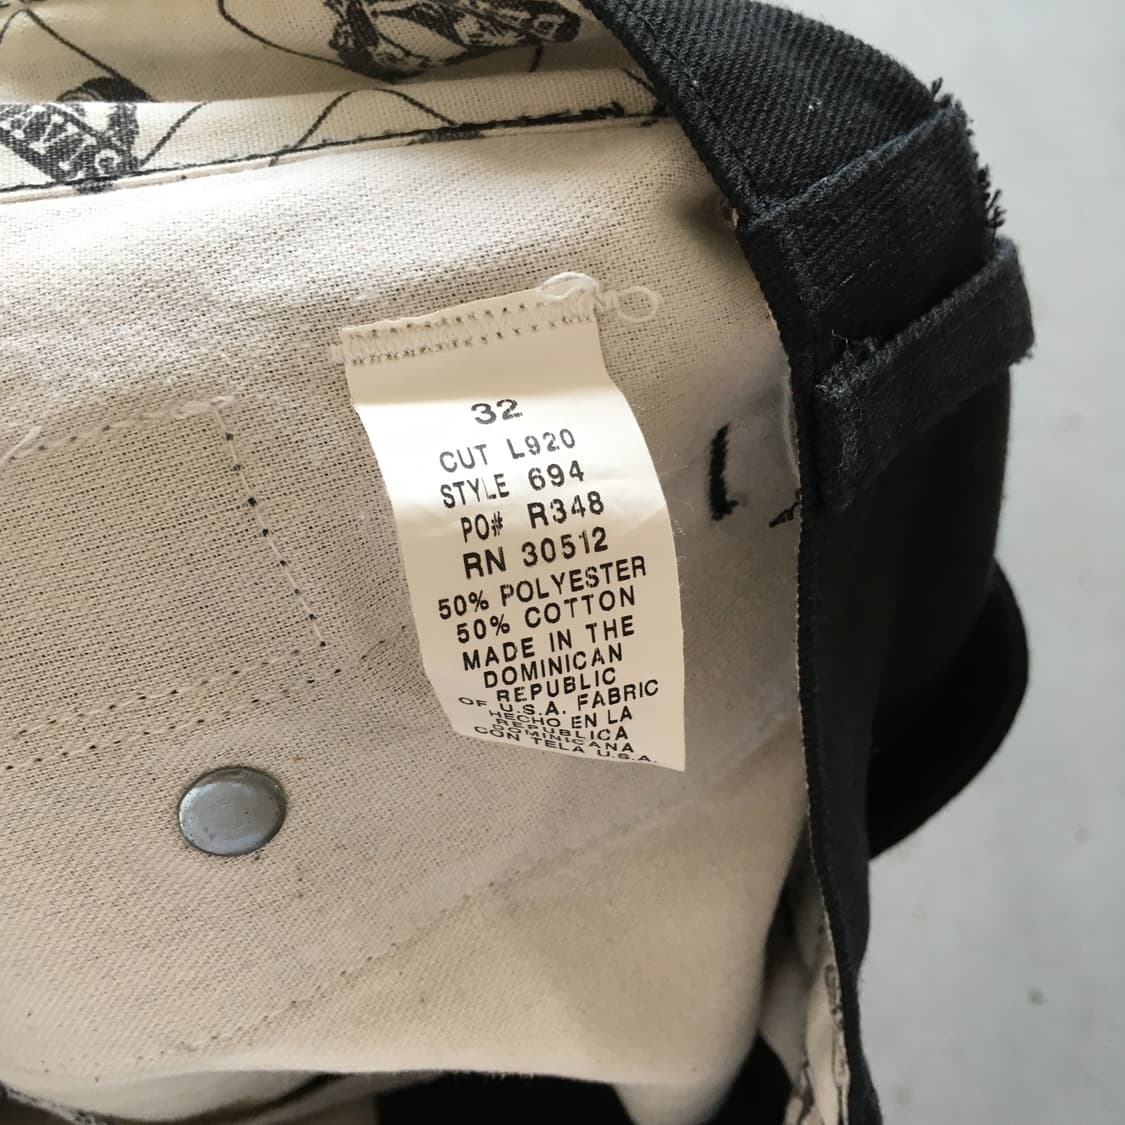 32
CUT L920
STYLE 694
PO# R348
RN 30512
50% POLYESTER
50% COTTON
MADE IN THE
DOMINICAN
REPUBLIC
OF U.S.A. FABRIC
HECHO EN LA
REPUBLICA
DOMINICANA
CON TELA U.S.A.